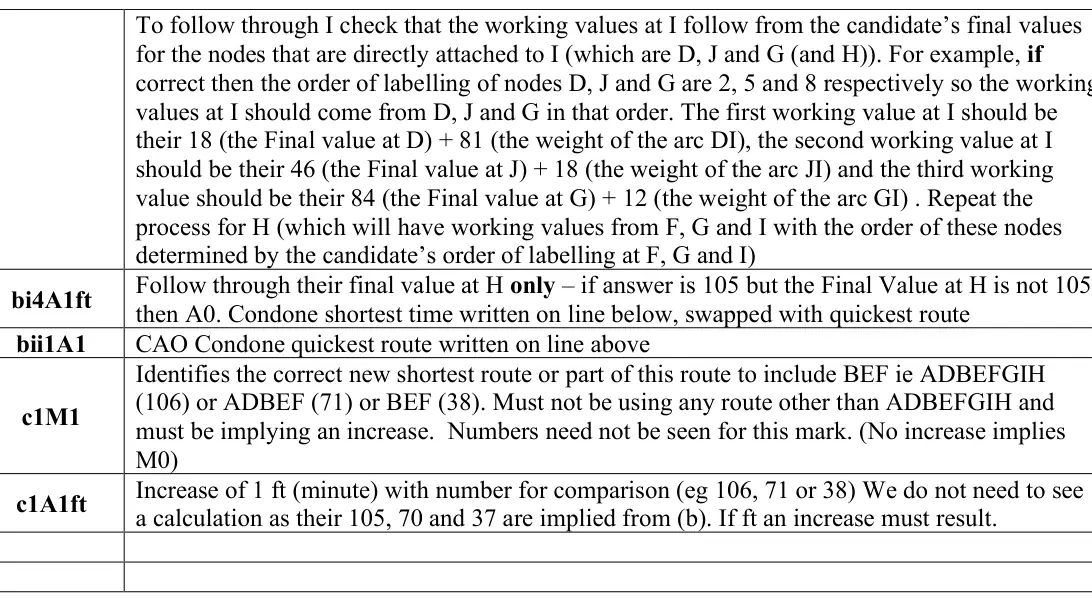 To follow through I check that the working values at I follow from the candidate’s final values
for the nodes that are directly attached to I (which are D, J and G (and H)). For example, if
correct then the order of labelling of nodes D, J and G are 2, 5 and 8 respectively so the working
values at I should come from D, J and G in that order. The first working value at I should be
their 18 (the Final value at D) + 81 (the weight of the arc DI), the second working value at I
should be their 46 (the Final value at J) + 18 (the weight of the arc JI) and the third working
value should be their 84 (the Final value at G) + 12 (the weight of the arc GI) . Repeat the
process for H (which will have working values from F, G and I with the order of these nodes
determined by the candidate’s order of labelling at F, G and I)
bi4A1ft
Follow through their final value at H only – if answer is 105 but the Final Value at H is not 105
then A0. Condone shortest time written on line below, swapped with quickest route
bii1A1
CAO Condone quickest route written on line above
c1M1
Identifies the correct new shortest route or part of this route to include BEF ie ADBEFGIH
(106) or ADBEF (71) or BEF (38). Must not be using any route other than ADBEFGIH and
must be implying an increase.  Numbers need not be seen for this mark. (No increase implies
M0)
c1A1ft
Increase of 1 ft (minute) with number for comparison (eg 106, 71 or 38) We do not need to see
a calculation as their 105, 70 and 37 are implied from (b). If ft an increase must result.